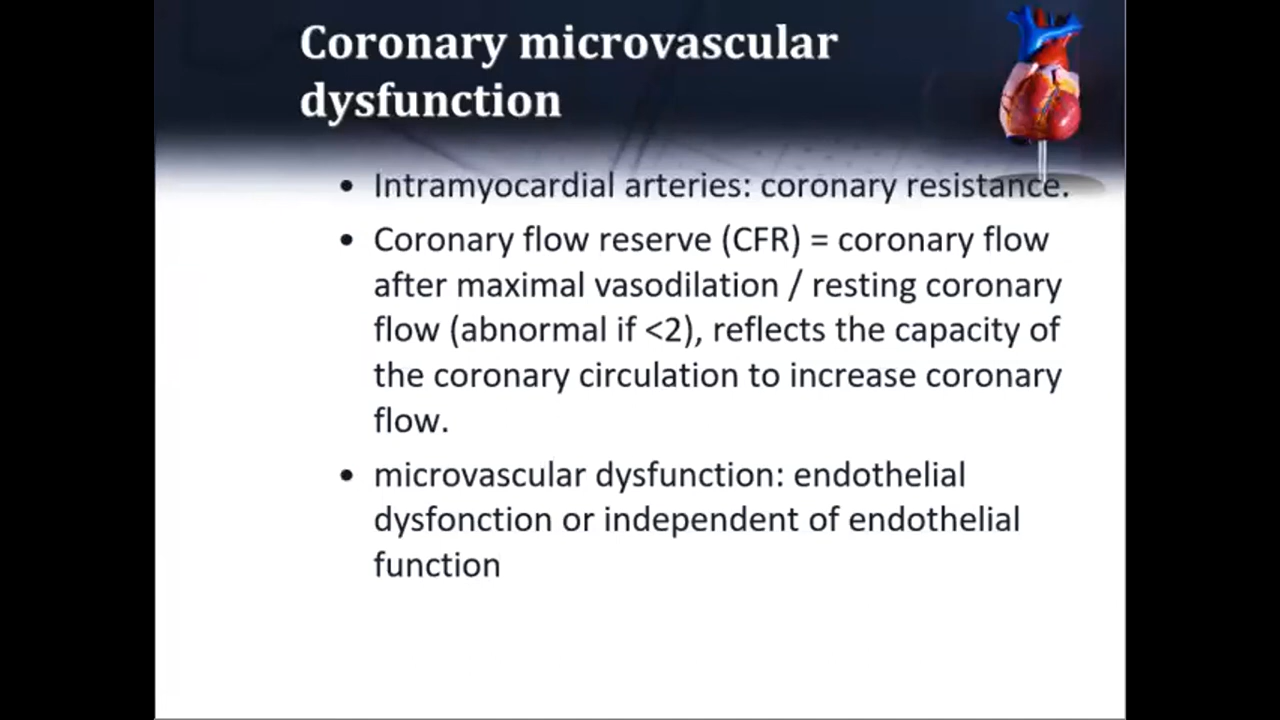 Coronary microvascular
dysfunction
• Intramyocardial arteries: coronary resistance.
• Coronary flow reserve (CFR) = coronary flow
after maximal vasodilation / resting coronary
flow (abnormal if <2), reflects the capacity of
the coronary circulation to increase coronary
flow.
• microvascular dysfunction: endothelial
dysfonction or independent of endothelial
function